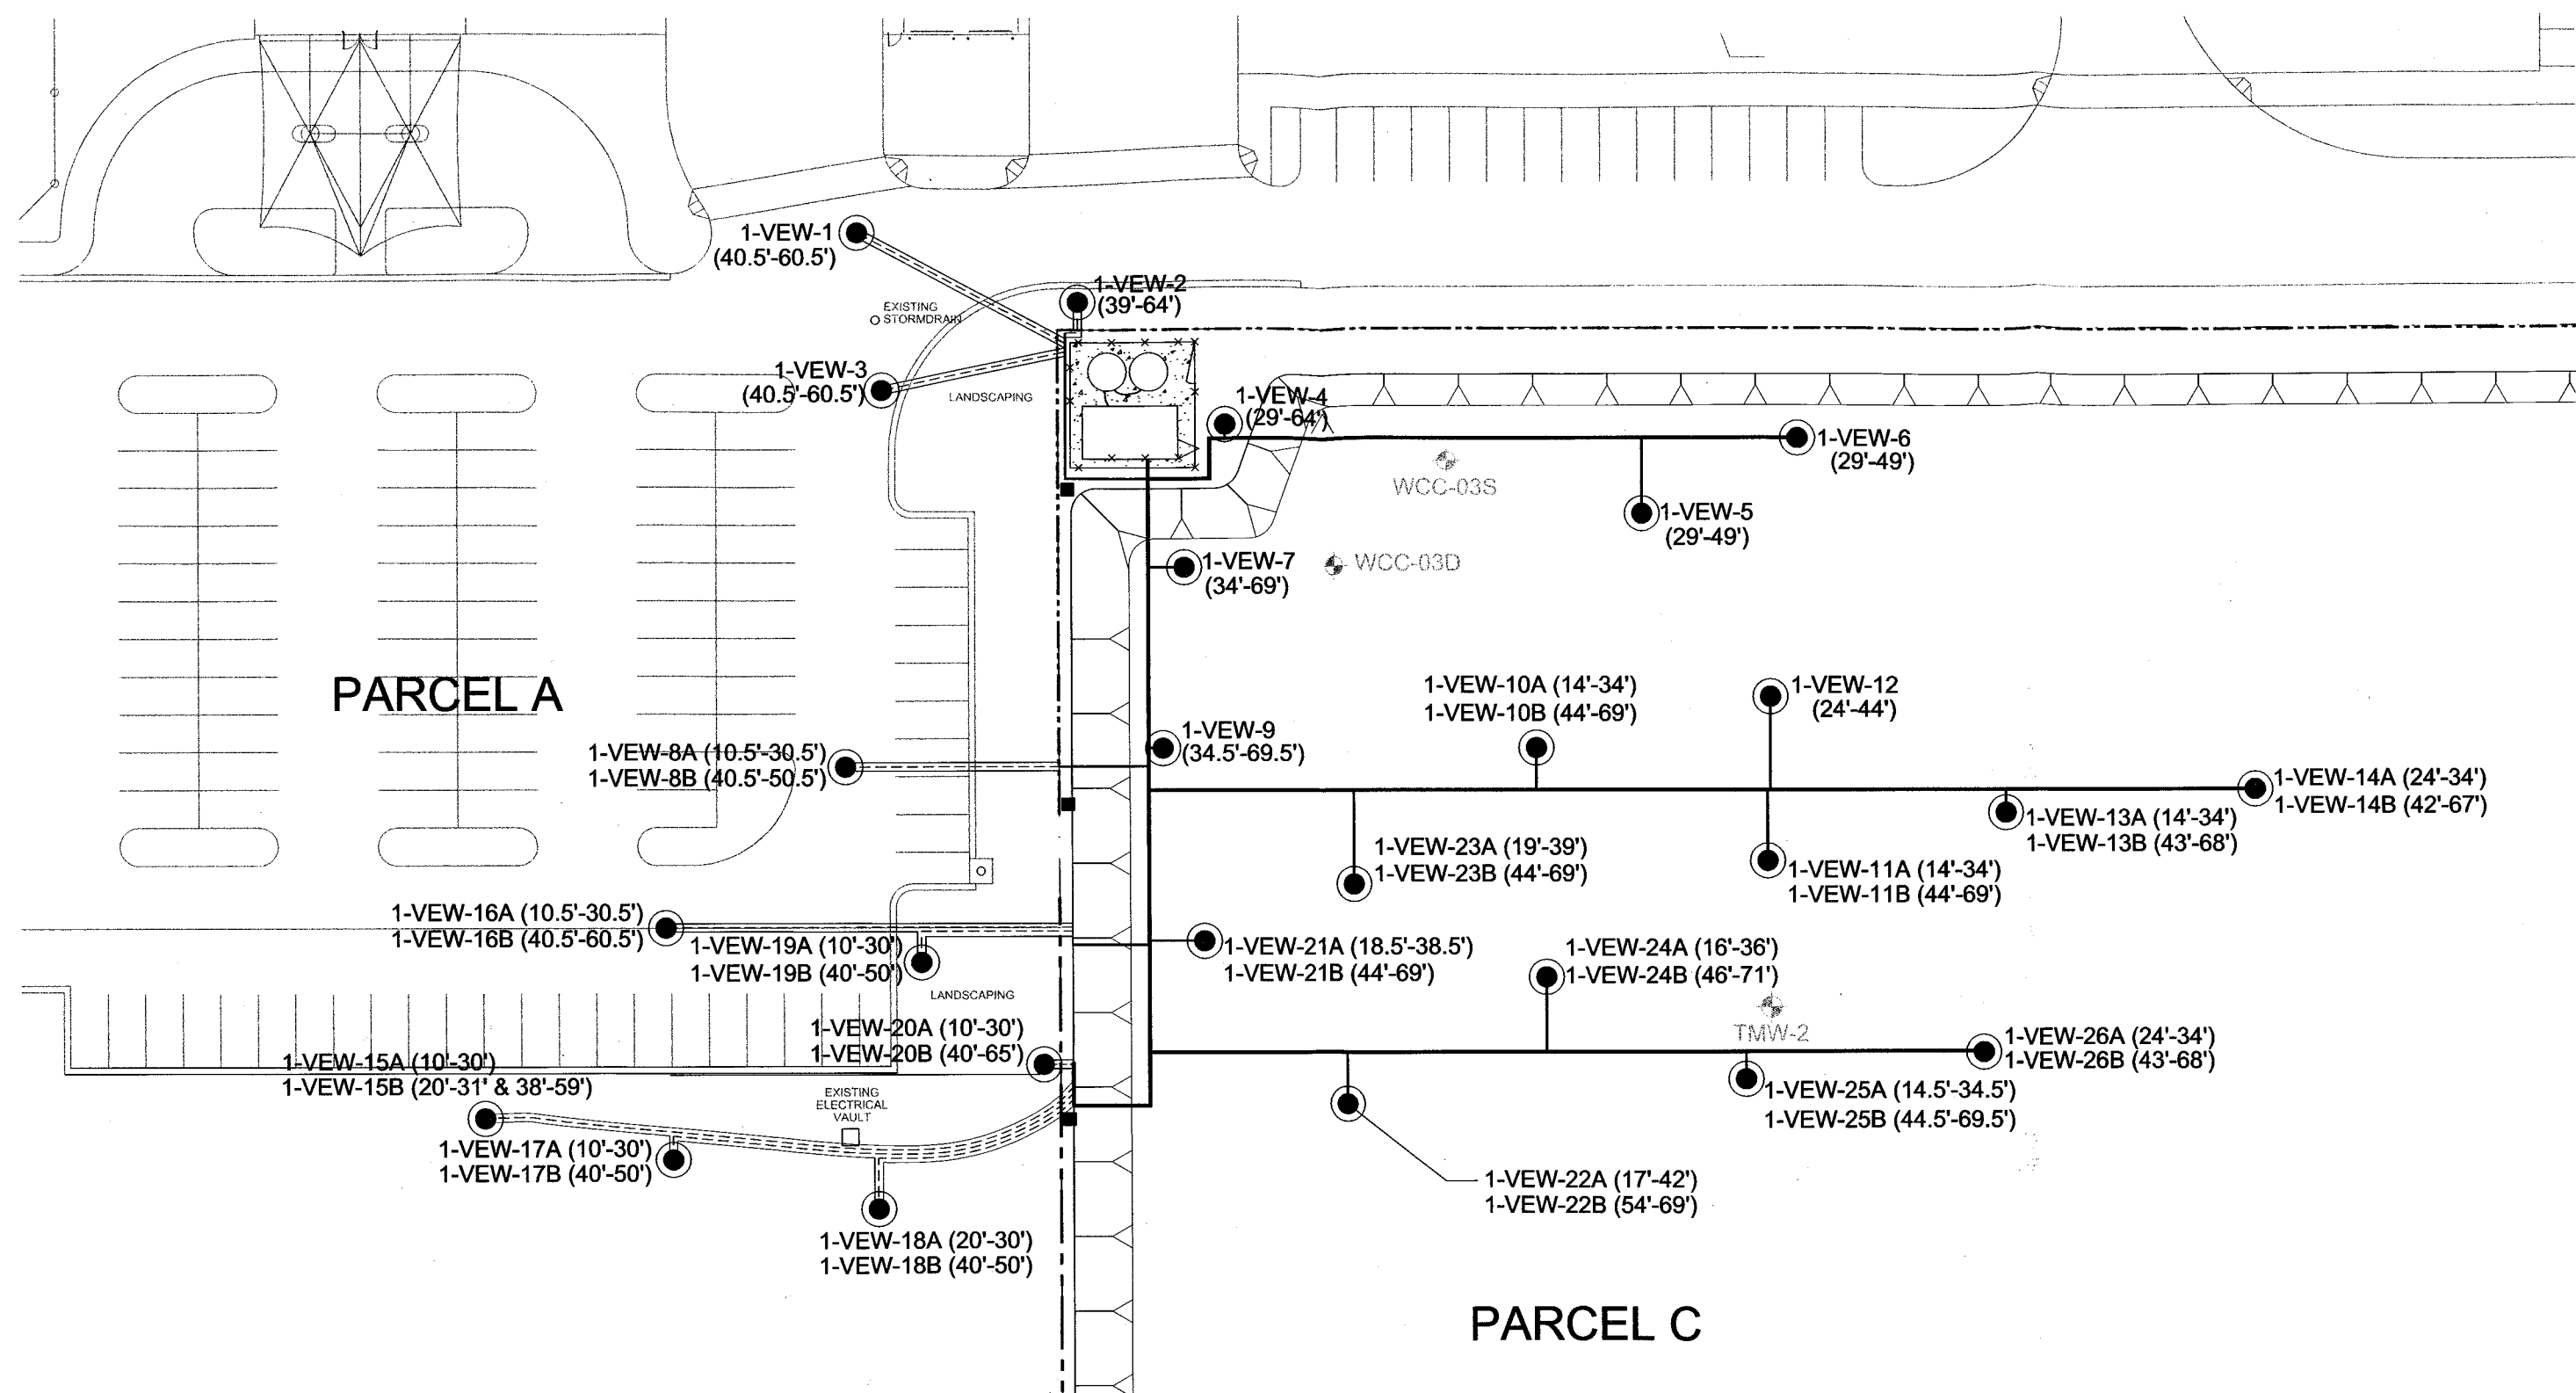 1-VEW-1
(40.5'-60.5')
1-VEW-2
(39'-64')
EXISTING
STORMDRAIN
1-VEW-3
(40.5'-60.5')
LANDSCAPING
1-VEW-4
(29'-64')
1-VEW-6
(29'-49')
WCC-03S
1-VEW-5
(29'-49')
1-VEW-7
(34'-69')
WCC-03D
PARCEL A
1-VEW-10A (14'-34')
1-VEW-10B (44'-69')
1-VEW-12
(24'-44')
1-VEW-9
(34.5'-69.5')
1-VEW-8A (10.5'-30.5')
1-VEW-8B (40.5'-50.5')
1-VEW-14A (24'-34')
1-VEW-14B (42'-67')
1-VEW-13A (14'-34')
1-VEW-13B (43'-68')
1-VEW-23A (19'-39')
1-VEW-23B (44'-69')
1-VEW-11A (14'-34')
1-VEW-11B (44'-69')
1-VEW-16A (10.5'-30.5')
1-VEW-16B (40.5'-60.5')
1-VEW-19A (10'-30')
1-VEW-19B (40'-50')
1-VEW-21A (18.5'-38.5')
1-VEW-21B (44'-69')
1-VEW-24A (16'-36')
1-VEW-24B (46'-71')
LANDSCAPING
TMW-2
1-VEW-20A (10'-30')
1-VEW-20B (40'-65')
1-VEW-26A (24'-34')
1-VEW-26B (43'-68')
1-VEW-15A (10'-30')
1-VEW-15B (20'-31' & 38'-59')
EXISTING
ELECTRICAL
VAULT
1-VEW-25A (14.5'-34.5')
1-VEW-25B (44.5'-69.5')
1-VEW-17A (10'-30')
1-VEW-17B (40'-50')
1-VEW-22A (17'-42')
1-VEW-22B (54'-69')
1-VEW-18A (20'-30')
1-VEW-18B (40'-50')
PARCEL C